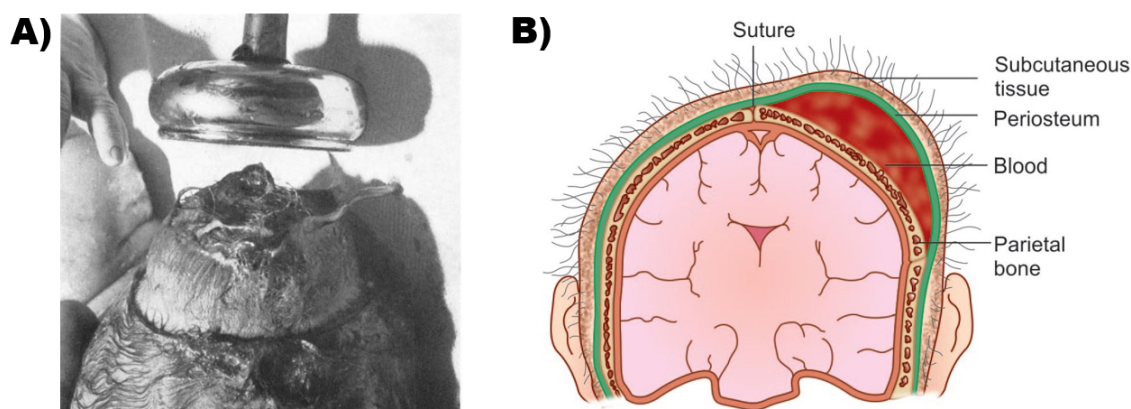 A)
B)
Suture
Subcutaneous
tissue
Periosteum
Blood
Parietal
bone